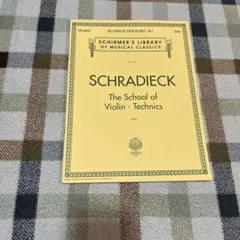 SCHIRMER'S LIBRARY
OF MUSICAL CLASSICS
SCHRADIECK
The School of
Violin - Technics